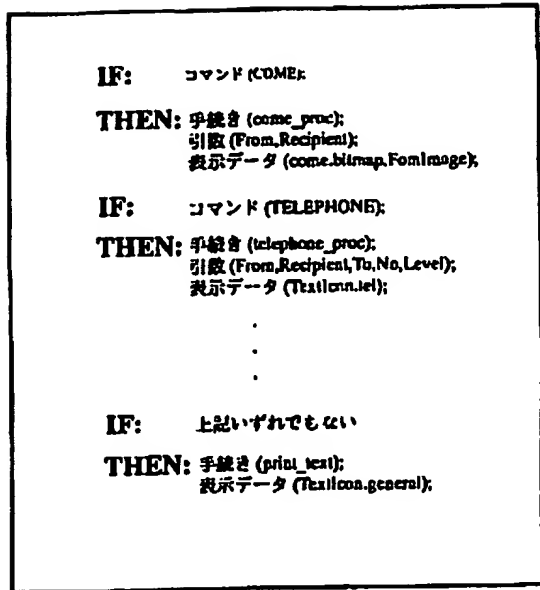 IF: コマンド (COME);
THEN: 手続き (come_proc);
引数 (From,Recipient);
表示データ (come.bitmap,FomImage);
IF: コマンド (TELEPHONE);
THEN: 手続き (telephone_proc);
引数 (From,Recipient,To,No,Level);
表示データ (TextIcon.tel);
IF: 上記いずれでもない
THEN: 手続き (print_text);
表示データ (TextIcon.general);